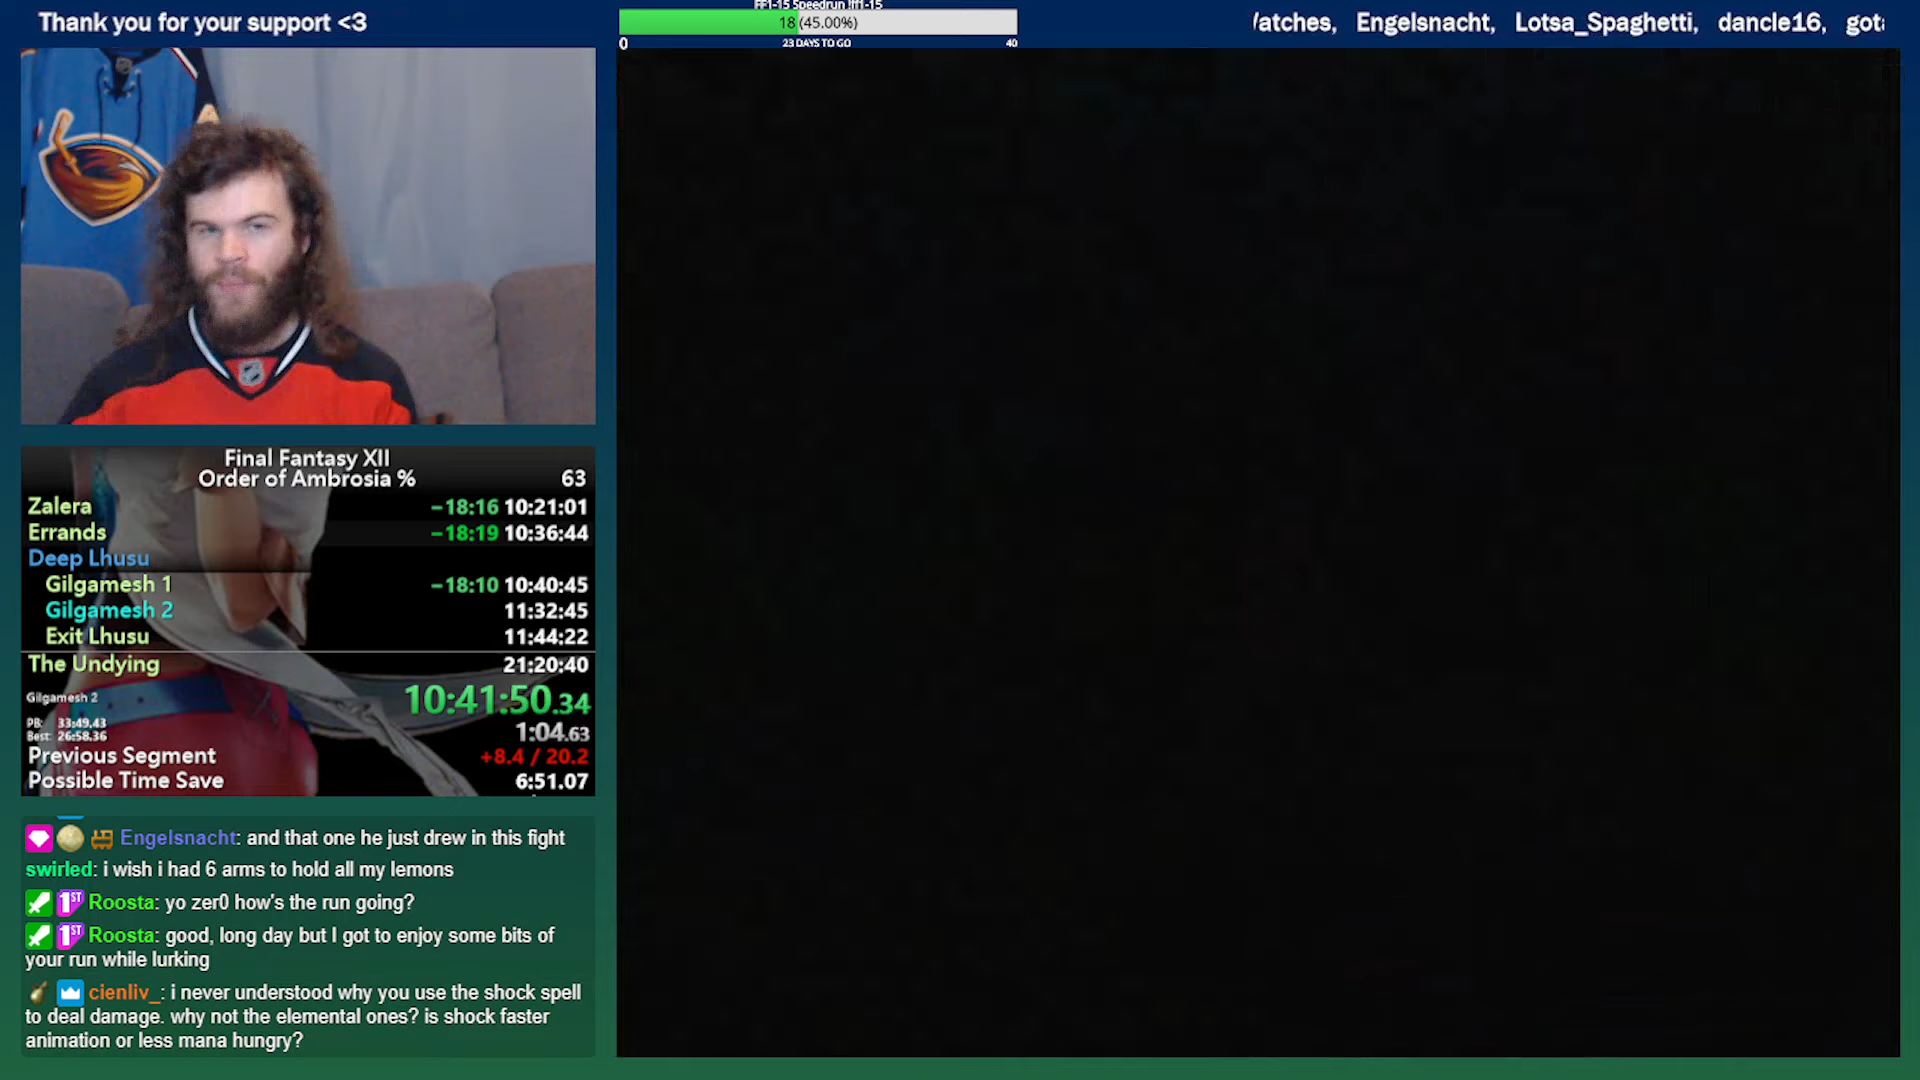 Thank you for your support <3
FF1-15 Speedrun !ff1-15
18 (45.00%)
0
23 DAYS TO GO
40
atches, Engelsnacht, Lotsa_Spaghetti, dancle16, got
Final Fantasy XII
Order of Ambrosia % 63
Zalera −18:16 10:21:01
Errands −18:19 10:36:44
Deep Lhusu
Gilgamesh 1 −18:10 10:40:45
Gilgamesh 2 11:32:45
Exit Lhusu 11:44:22
The Undying 21:20:40
Gilgamesh 2 10:41:50.34
PB: 33:49.43
Best: 26:58.36 1:04.63
Previous Segment +8.4 / 20.2
Possible Time Save 6:51.07
Engelsnacht: and that one he just drew in this fight
swirled: i wish i had 6 arms to hold all my lemons
1ST Roosta: yo zer0 how's the run going?
1ST Roosta: good, long day but I got to enjoy some bits of
your run while lurking
cienliv_: i never understood why you use the shock spell
to deal damage. why not the elemental ones? is shock faster
animation or less mana hungry?